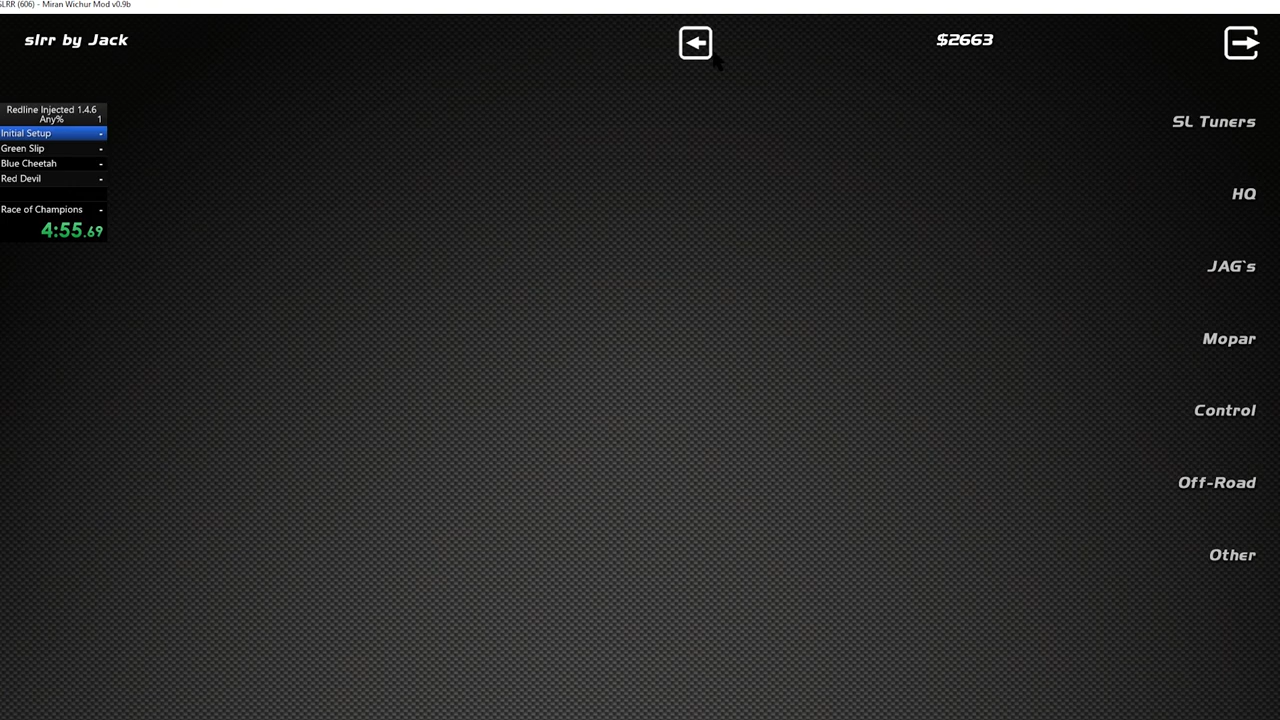 SLRR (606) - Miran Wichur Mod v0.9b
slrr by Jack
$2663
Redline Injected 1.4.6
Any% 1
Initial Setup -
Green Slip -
Blue Cheetah -
Red Devil -
Race of Champions -
4:55.69
SL Tuners
HQ
JAG`s
Mopar
Control
Off-Road
Other